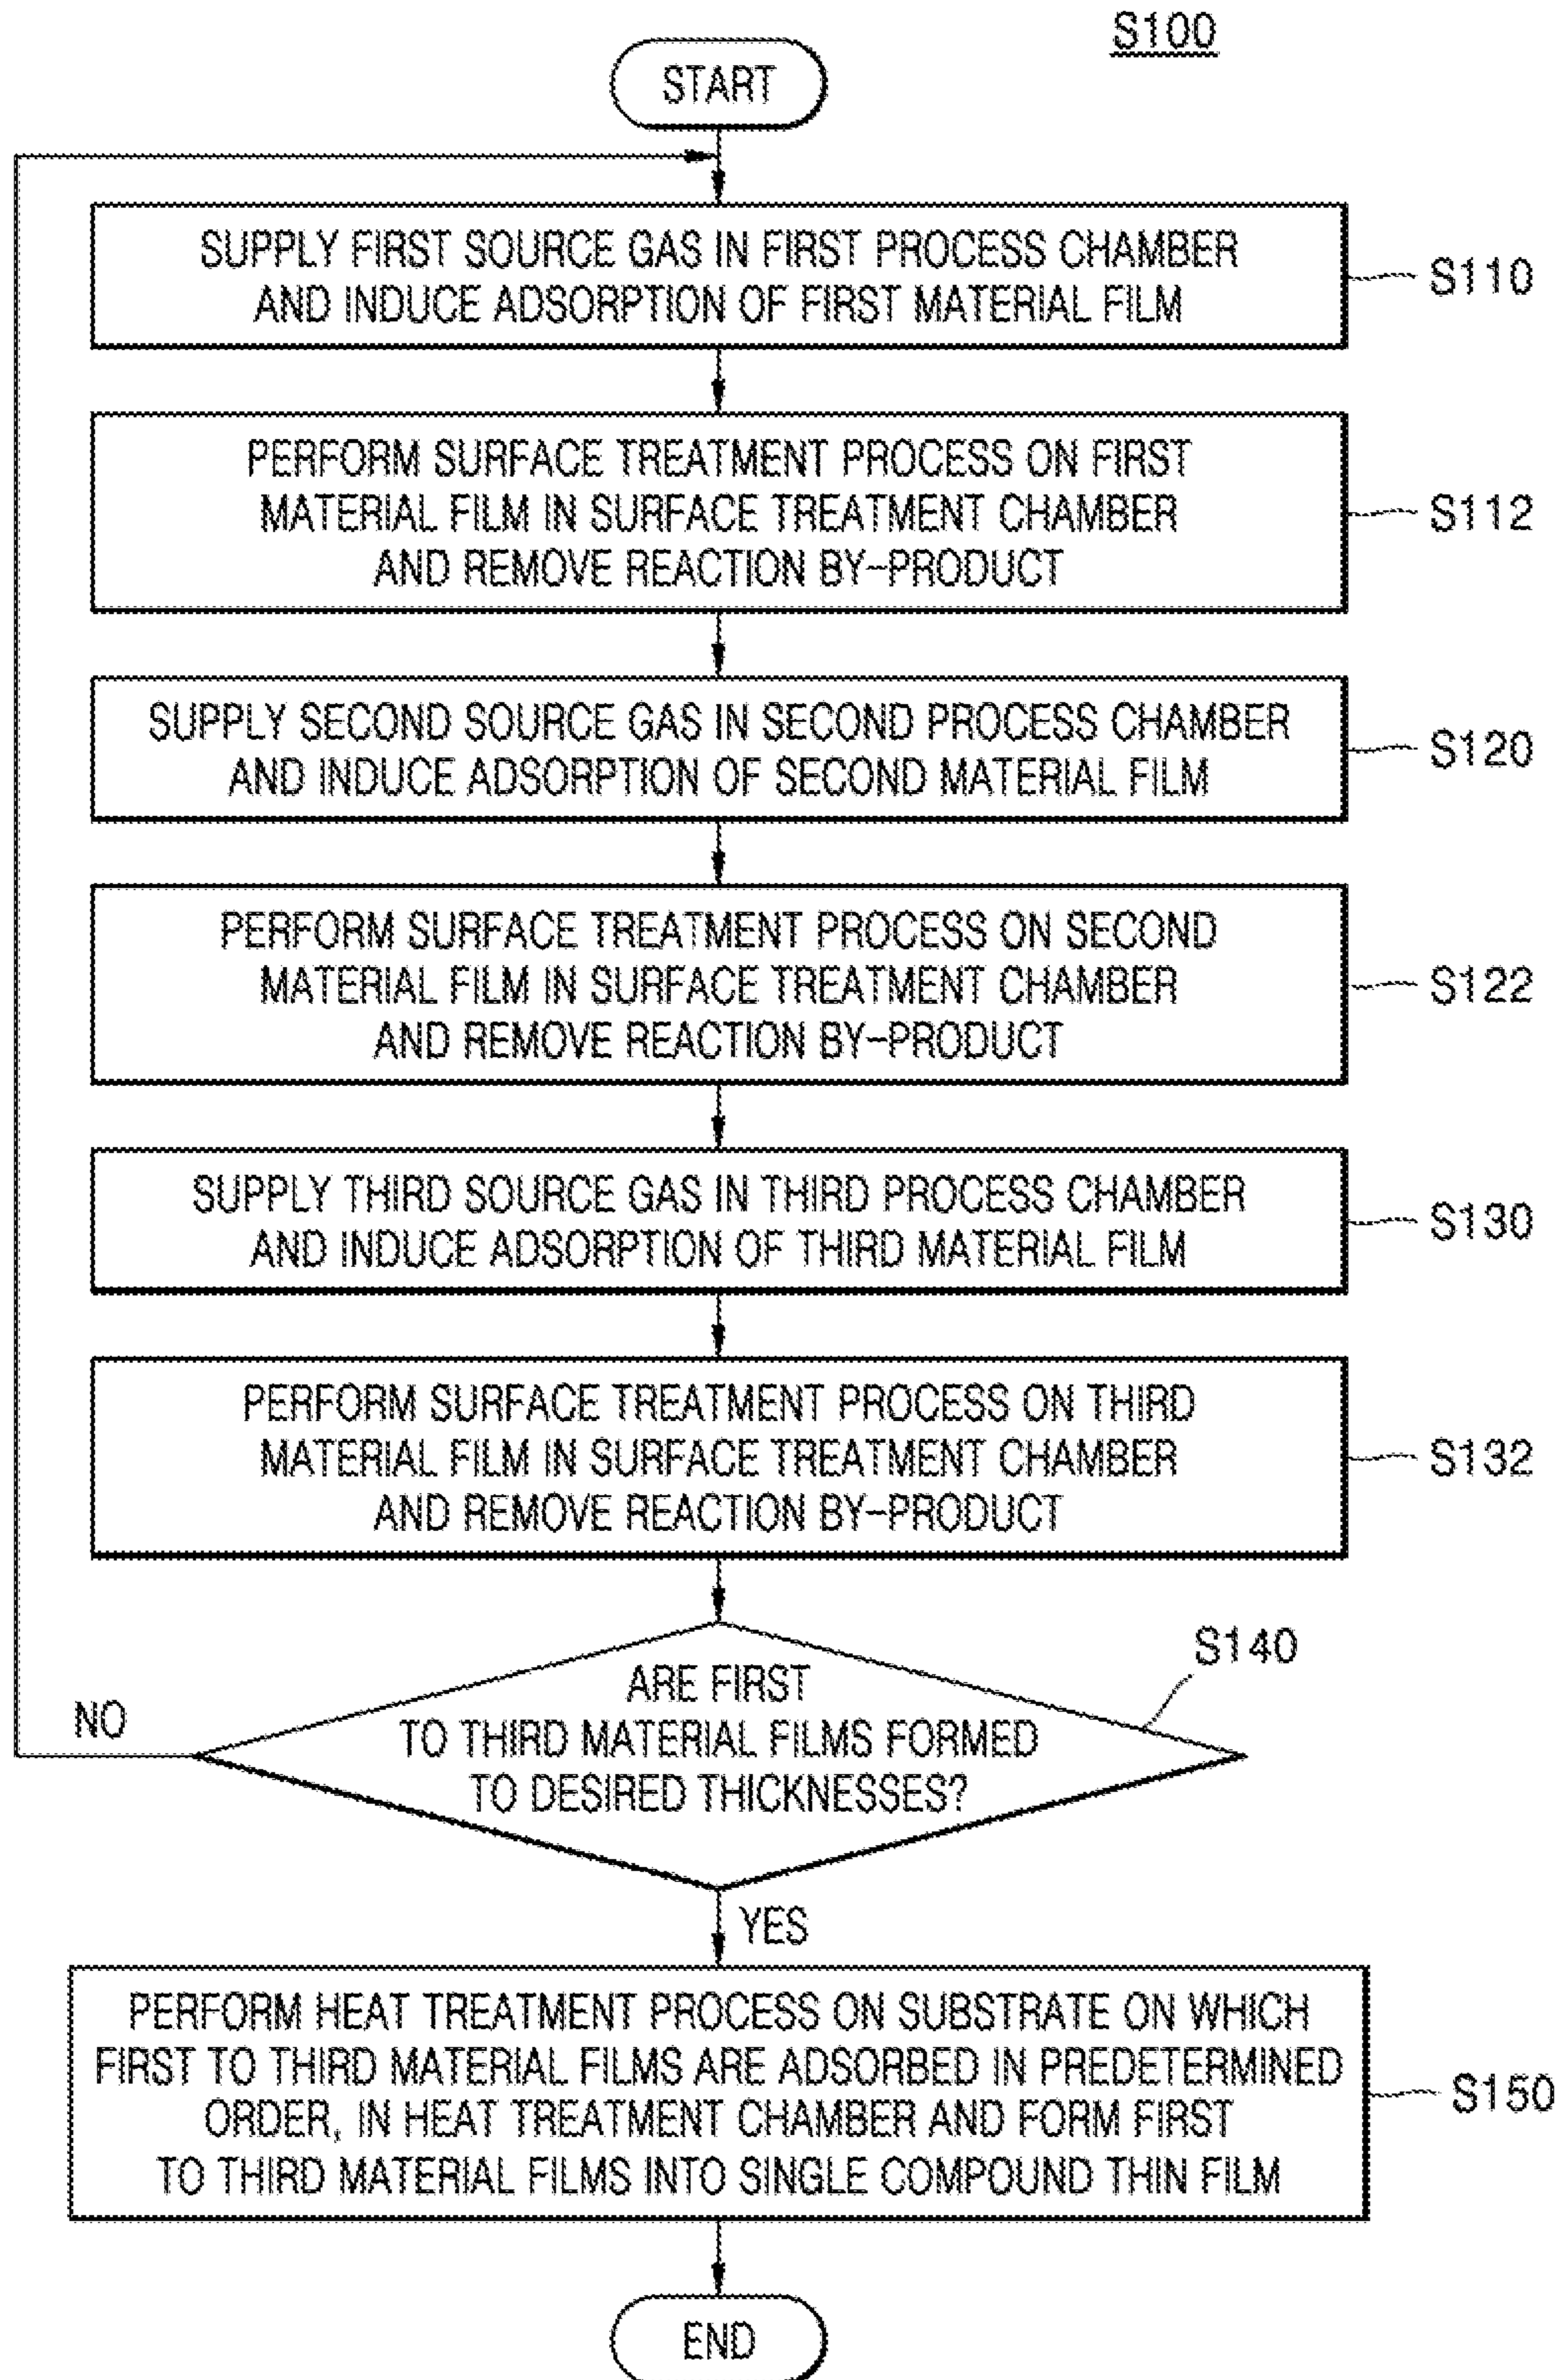 S100
START
SUPPLY FIRST SOURCE GAS IN FIRST PROCESS CHAMBER
AND INDUCE ADSORPTION OF FIRST MATERIAL FILM
S110
PERFORM SURFACE TREATMENT PROCESS ON FIRST
MATERIAL FILM IN SURFACE TREATMENT CHAMBER
AND REMOVE REACTION BY-PRODUCT
S112
SUPPLY SECOND SOURCE GAS IN SECOND PROCESS CHAMBER
AND INDUCE ADSORPTION OF SECOND MATERIAL FILM
S120
PERFORM SURFACE TREATMENT PROCESS ON SECOND
MATERIAL FILM IN SURFACE TREATMENT CHAMBER
AND REMOVE REACTION BY-PRODUCT
S122
SUPPLY THIRD SOURCE GAS IN THIRD PROCESS CHAMBER
AND INDUCE ADSORPTION OF THIRD MATERIAL FILM
S130
PERFORM SURFACE TREATMENT PROCESS ON THIRD
MATERIAL FILM IN SURFACE TREATMENT CHAMBER
AND REMOVE REACTION BY-PRODUCT
S132
S140
ARE FIRST
TO THIRD MATERIAL FILMS FORMED
TO DESIRED THICKNESSES?
NO
YES
PERFORM HEAT TREATMENT PROCESS ON SUBSTRATE ON WHICH
FIRST TO THIRD MATERIAL FILMS ARE ADSORBED IN PREDETERMINED
ORDER, IN HEAT TREATMENT CHAMBER AND FORM FIRST
TO THIRD MATERIAL FILMS INTO SINGLE COMPOUND THIN FILM
S150
END